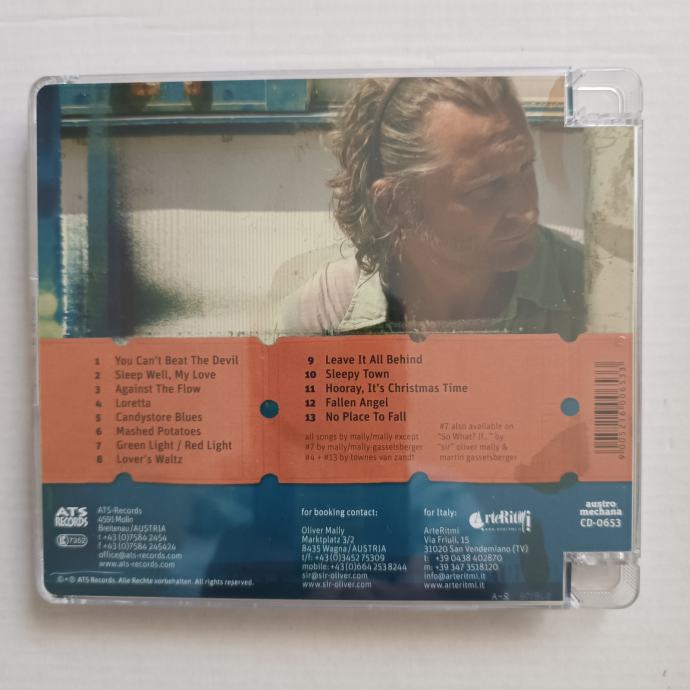 1 You Can't Beat The Devil
2 Sleep Well, My Love
3 Against The Flow
4 Loretta
5 Candystore Blues
6 Mashed Potatoes
7 Green Light / Red Light
8 Lover's Waltz
9 Leave It All Behind
10 Sleepy Town
11 Hooray, It's Christmas Time
12 Fallen Angel
13 No Place To Fall
all songs by mally/mally except
#7 by mally/mally-gasselsberger
#4 + #13 by townes van zandt
#7 also available on
"So What? If..." by
"sir" oliver mally &
martin gasselsberger
9005216006533
ATS
RECORDS
LC 7362
ATS-Records
4591 Molln
Breitenau/AUSTRIA
t +43 (0)7584 2454
f +43 (0)7584 245424
office@ats-records.com
www.ats-records.com
for booking contact:
Oliver Mally
Marktplatz 3/2
8435 Wagna/AUSTRIA
t/f: +43(0)3452 75309
mobile: +43(0)664 2538244
sir@sir-oliver.com
www.sir-oliver.com
for Italy:
ArteRitmi
ArteRitmi
Via Friuli, 15
31020 San Vendemiano (TV)
t: +39 0438 402870
m: +39 347 3518120
info@arteritmi.it
www.arteritmi.it
austro
mechana
CD-0653
ATS Records. Alle Rechte vorbehalten. All rights reserved.